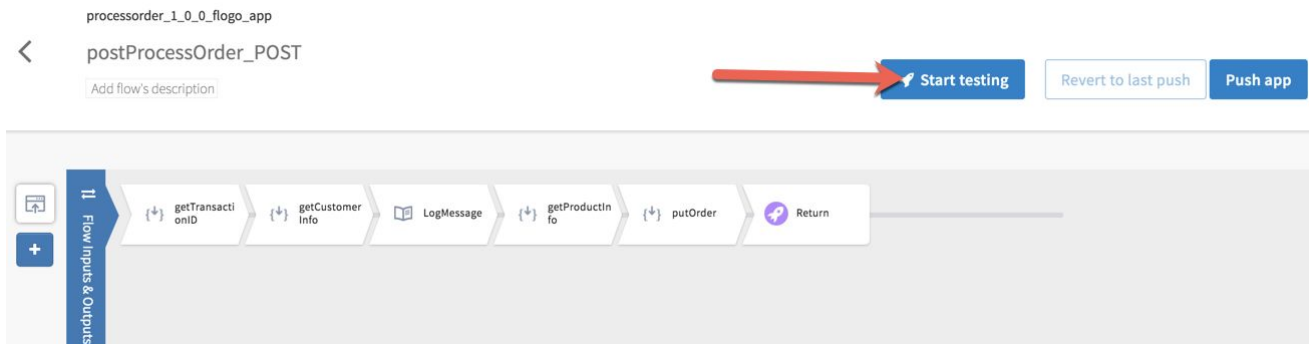 processorder_1_0_0_flogo_app
postProcessOrder_POST
Add flow's description
Start testing
Revert to last push
Push app
Flow Inputs & Outputs
getTransacti
onID
getCustomer
Info
LogMessage
getProductIn
fo
putOrder
Return